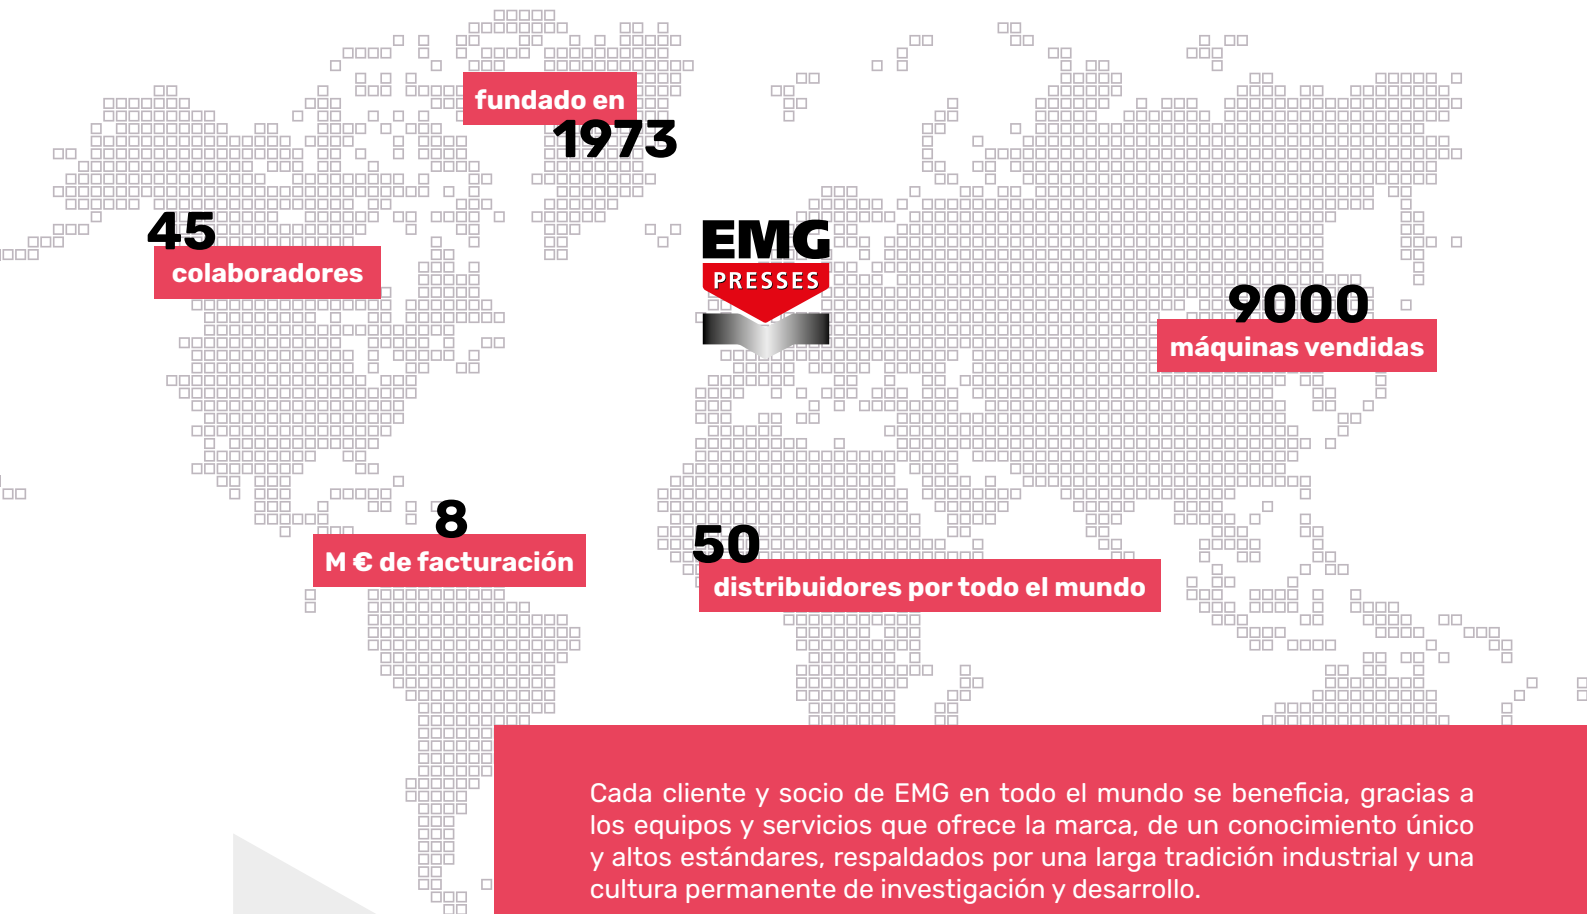 fundado en
1973
45
colaboradores
EMG
PRESSES
9000
máquinas vendidas
8
M € de facturación
50
distribuidores por todo el mundo
Cada cliente y socio de EMG en todo el mundo se beneficia, gracias a
los equipos y servicios que ofrece la marca, de un conocimiento único
y altos estándares, respaldados por una larga tradición industrial y una
cultura permanente de investigación y desarrollo.